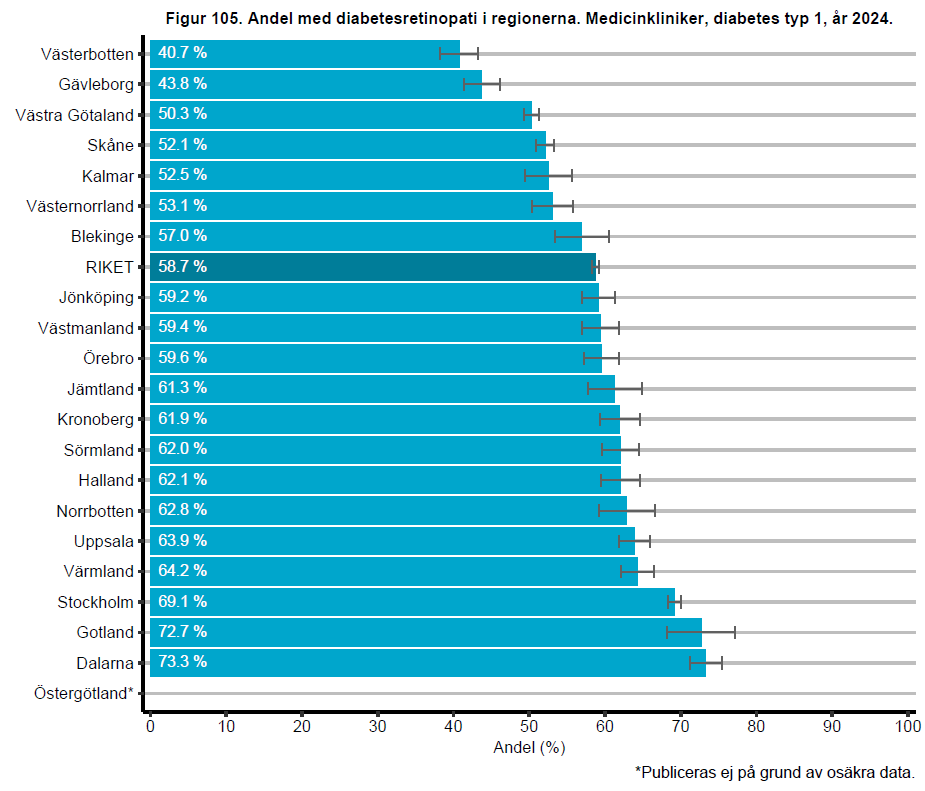 Figur 105. Andel med diabetesretinopati i regionerna. Medicinkliniker, diabetes typ 1, år 2024.
Västerbotten 40.7 %
Gävleborg 43.8 %
Västra Götaland 50.3 %
Skåne 52.1 %
Kalmar 52.5 %
Västernorrland 53.1 %
Blekinge 57.0 %
RIKET 58.7 %
Jönköping 59.2 %
Västmanland 59.4 %
Örebro 59.6 %
Jämtland 61.3 %
Kronoberg 61.9 %
Sörmland 62.0 %
Halland 62.1 %
Norrbotten 62.8 %
Uppsala 63.9 %
Värmland 64.2 %
Stockholm 69.1 %
Gotland 72.7 %
Dalarna 73.3 %
Östergötland*
0 10 20 30 40 50 60 70 80 90 100
Andel (%)
*Publiceras ej på grund av osäkra data.